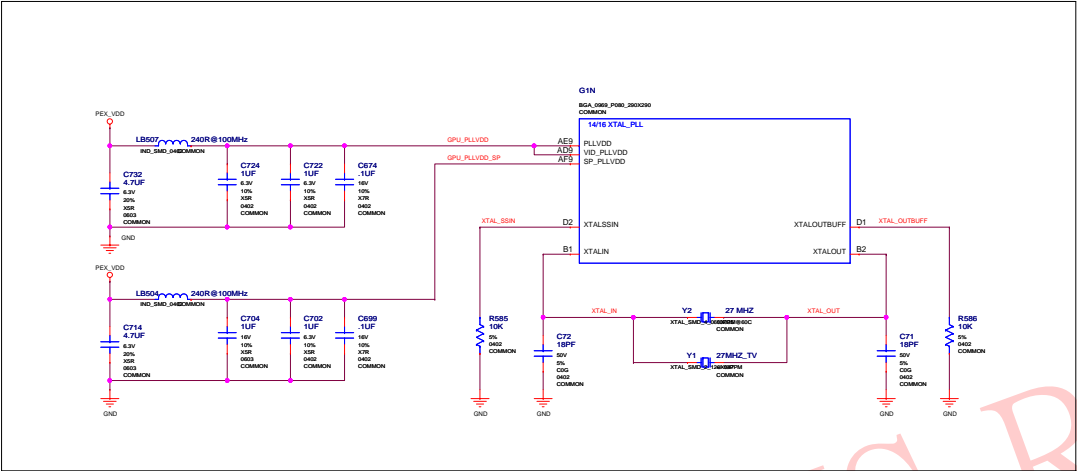 G1N
BGA_0969_P080_290X290
COMMON
14/16 XTAL_PLL
PEX_VDD
LB507 240R@100MHz
COMMON
GPU_PLLVDD
AE9 PLLVDD
AD9 VID_PLLVDD
AF9 SP_PLLVDD
GPU_PLLVDD_SP
C732
4.7UF
6.3V
20%
X5R
0603
COMMON
C724
1UF
6.3V
10%
X5R
0402
COMMON
C722
1UF
6.3V
10%
X5R
0402
COMMON
C674
.1UF
16V
10%
X7R
0402
COMMON
GND
XTAL_SSIN
D2 XTALSSIN
XTALOUTBUFF D1
XTAL_OUTBUFF
B1 XTALIN
XTALOUT B2
PEX_VDD
LB504 240R@100MHz
COMMON
C714
4.7UF
6.3V
20%
X5R
0603
COMMON
C704
1UF
16V
10%
X5R
0603
COMMON
C702
1UF
6.3V
10%
X5R
0402
COMMON
C699
.1UF
16V
10%
X7R
0402
COMMON
GND
R585
10K
5%
0402
COMMON
GND
XTAL_IN
Y2 27 MHZ
COMMON
XTAL_OUT
Y1 27MHZ_TV
COMMON
C72
18PF
50V
5%
C0G
0402
COMMON
GND
C71
18PF
50V
5%
C0G
0402
COMMON
GND
R586
10K
5%
0402
COMMON
GND